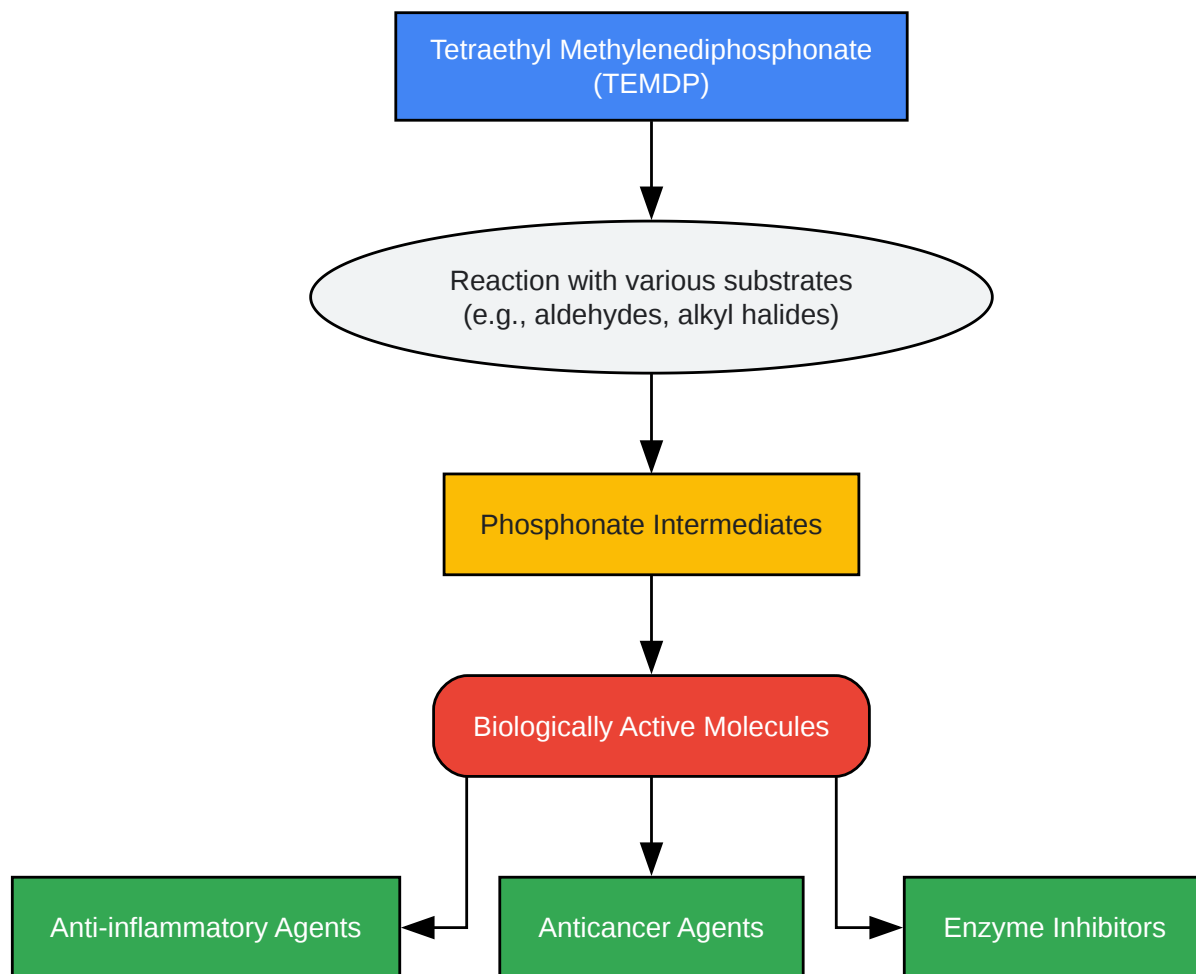 Tetraethyl Methylenediphosphonate
(TEMDP)
Reaction with various substrates
(e.g., aldehydes, alkyl halides)
Phosphonate Intermediates
Biologically Active Molecules
Anti-inflammatory Agents
Anticancer Agents
Enzyme Inhibitors